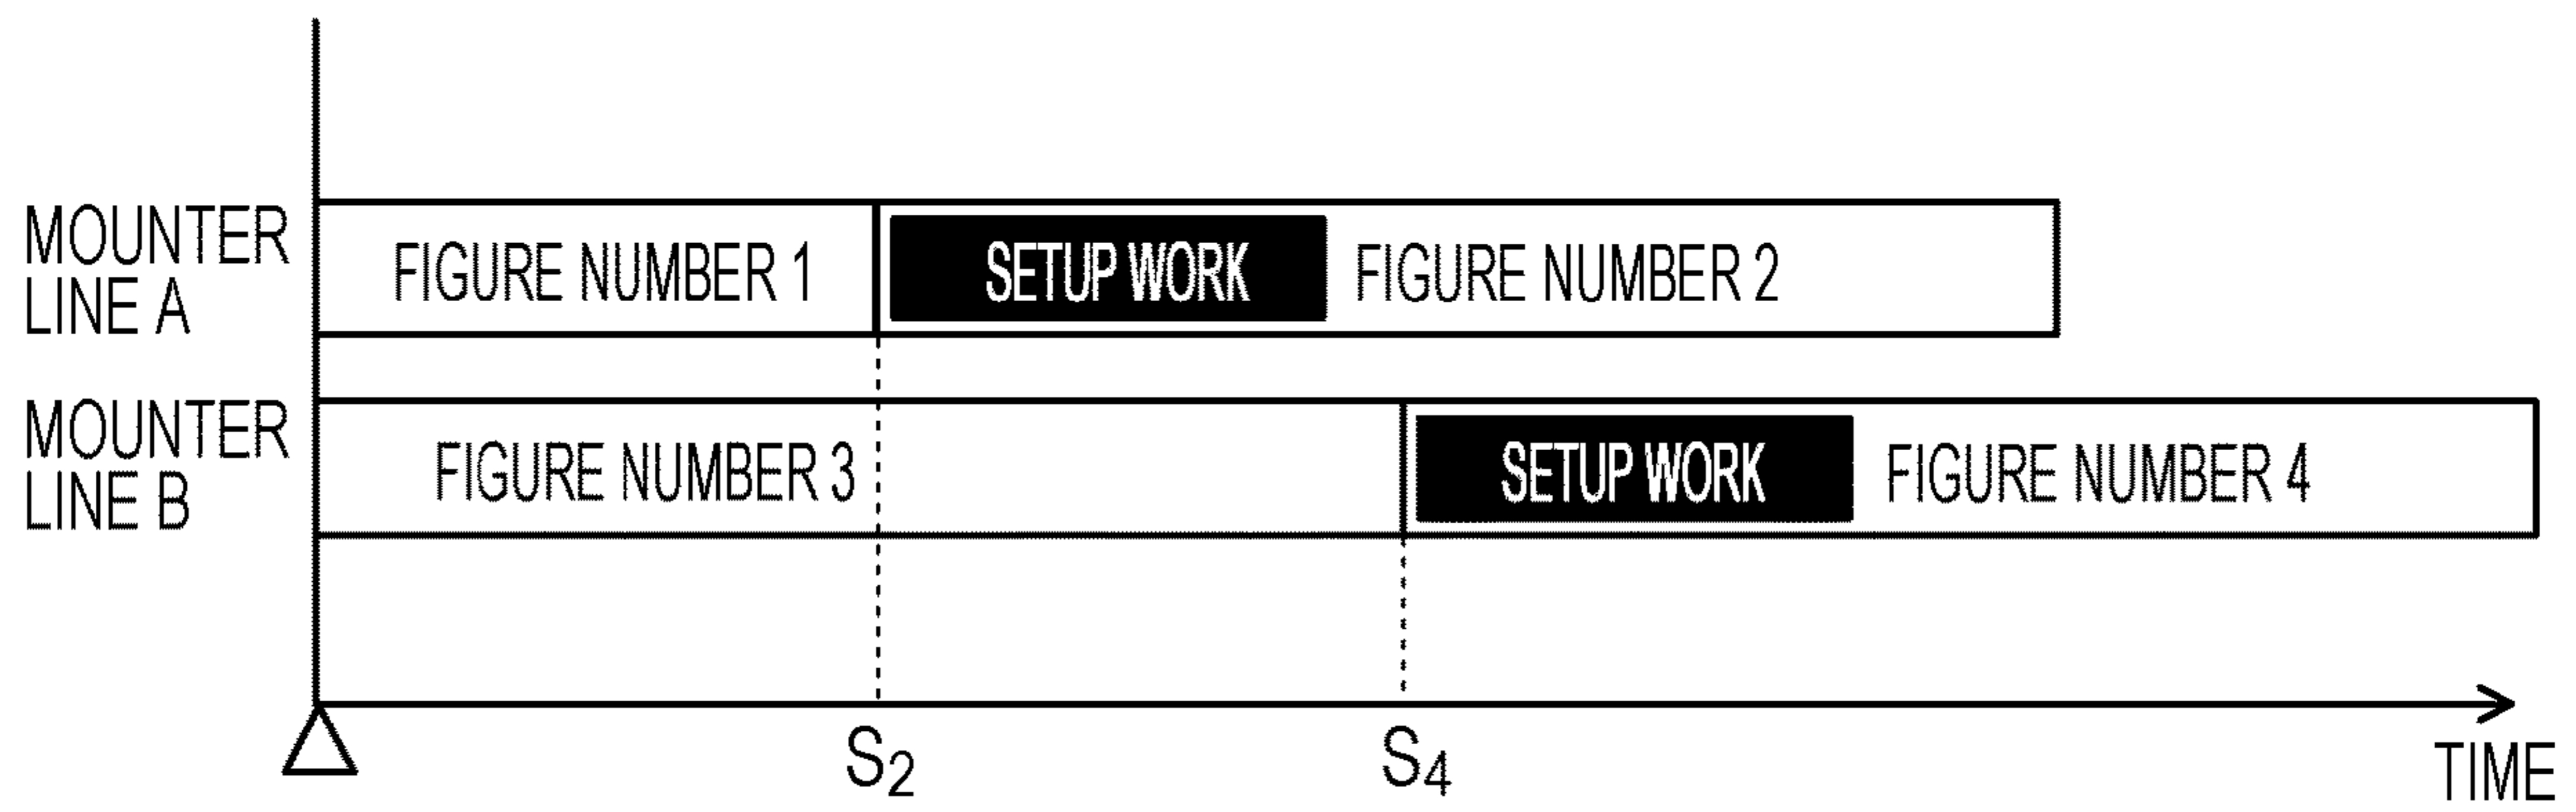 MOUNTER
LINE A
FIGURE NUMBER 1
SETUP WORK
FIGURE NUMBER 2
MOUNTER
LINE B
FIGURE NUMBER 3
SETUP WORK
FIGURE NUMBER 4
S2
S4
TIME